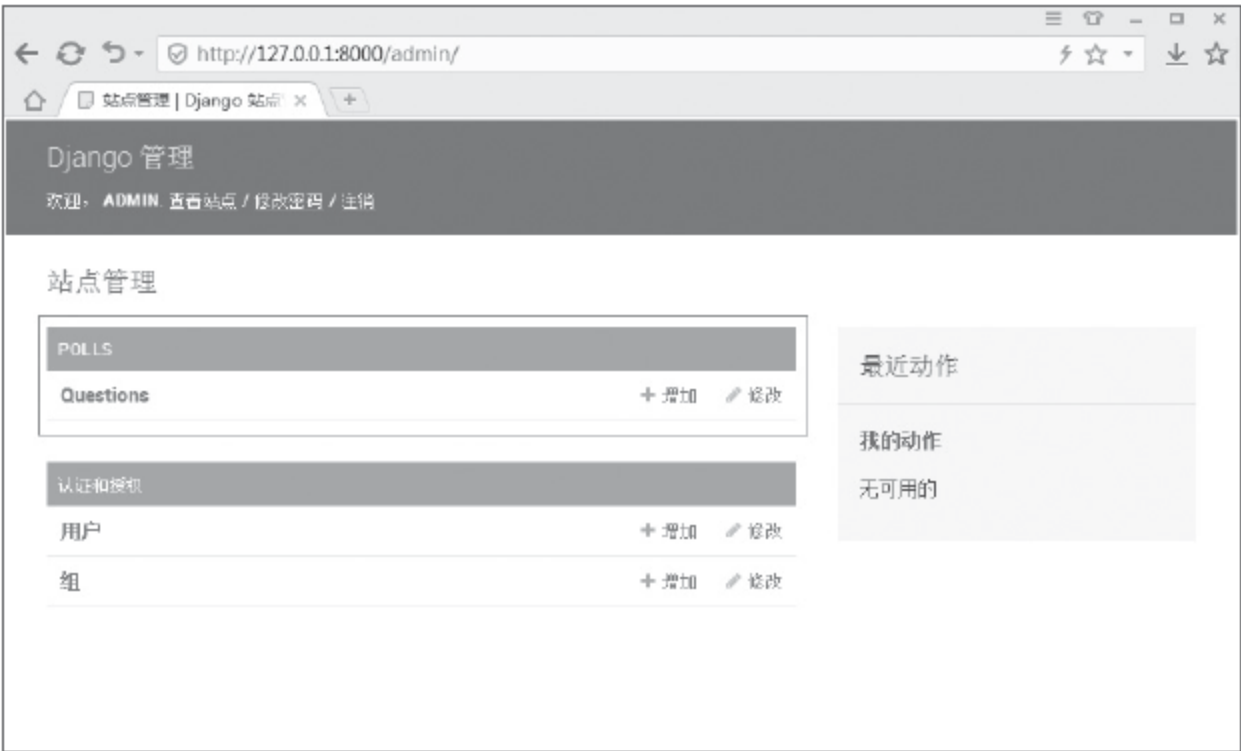 http://127.0.0.1:8000/admin/
站点管理 | Django 站点
Django 管理
欢迎，ADMIN. 查看站点 / 修改密码 / 注销
站点管理
POLLS
Questions 增加 修改
认证和授权
用户 增加 修改
组 增加 修改
最近动作
我的动作
无可用的